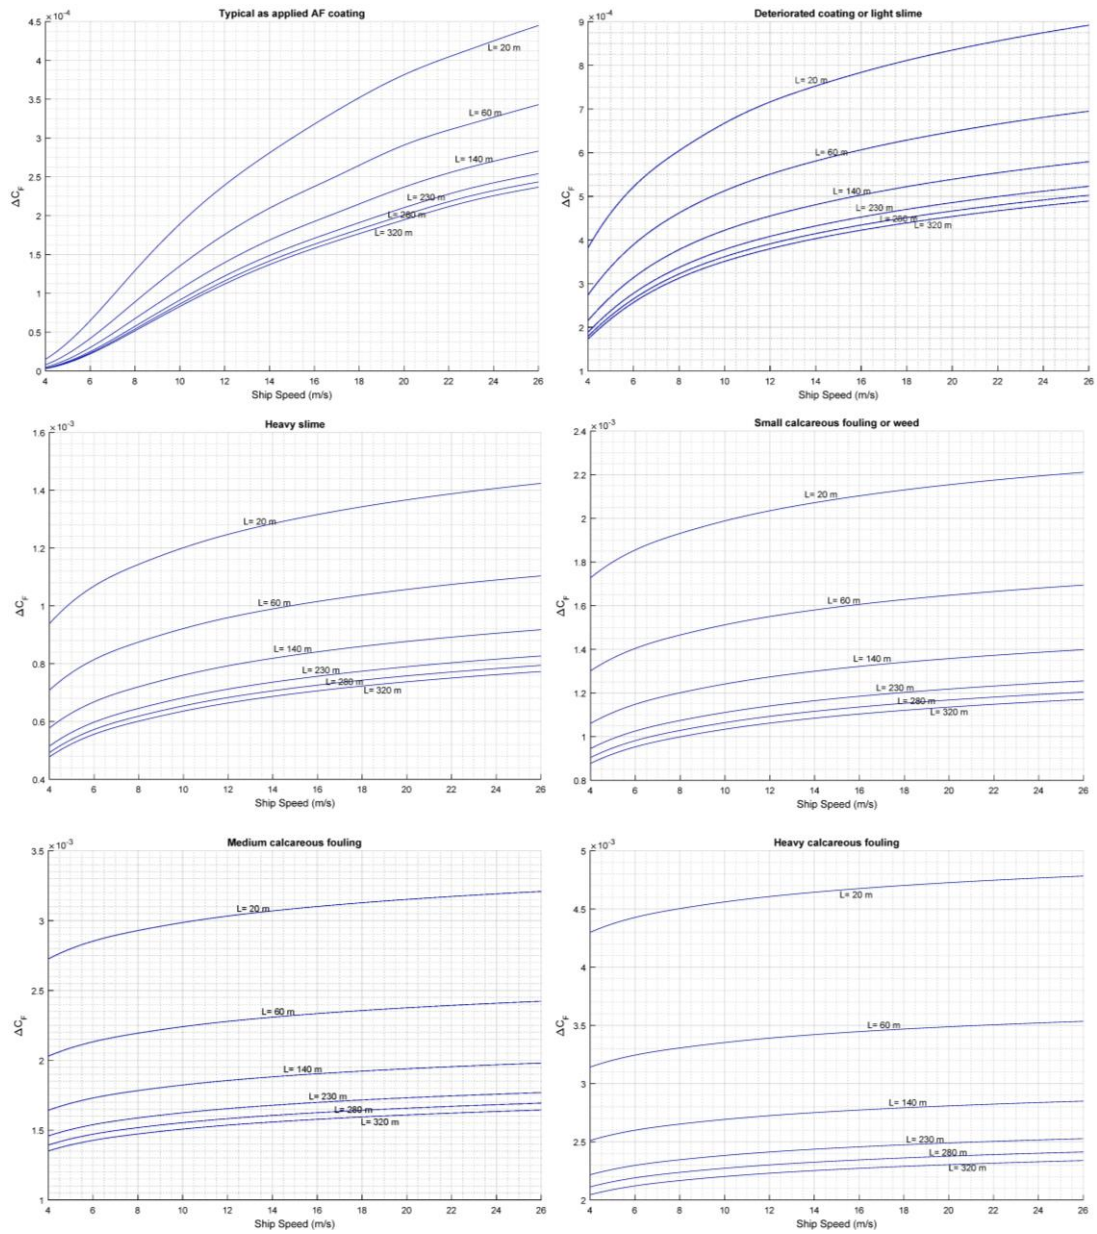 Typical as applied AF coating
×10⁻⁴
4.5
4
3.5
3
2.5
2
1.5
1
0.5
0
ΔC_F
L= 20 m
L= 60 m
L= 140 m
L= 230 m
L= 280 m
L= 320 m
4 6 8 10 12 14 16 18 20 22 24 26
Ship Speed (m/s)
Deteriorated coating or light slime
×10⁻⁴
9
8
7
6
5
4
3
2
1
ΔC_F
L= 20 m
L= 60 m
L= 140 m
L= 230 m
L= 280 m
L= 320 m
4 6 8 10 12 14 16 18 20 22 24 26
Ship Speed (m/s)
Heavy slime
×10⁻³
1.6
1.4
1.2
1
0.8
0.6
0.4
ΔC_F
L= 20 m
L= 60 m
L= 140 m
L= 230 m
L= 280 m
L= 320 m
4 6 8 10 12 14 16 18 20 22 24 26
Ship Speed (m/s)
Small calcareous fouling or weed
×10⁻³
2.4
2.2
2
1.8
1.6
1.4
1.2
1
0.8
ΔC_F
L= 20 m
L= 60 m
L= 140 m
L= 230 m
L= 280 m
L= 320 m
4 6 8 10 12 14 16 18 20 22 24 26
Ship Speed (m/s)
Medium calcareous fouling
×10⁻³
3.5
3
2.5
2
1.5
1
ΔC_F
L= 20 m
L= 60 m
L= 140 m
L= 230 m
L= 280 m
L= 320 m
4 6 8 10 12 14 16 18 20 22 24 26
Ship Speed (m/s)
Heavy calcareous fouling
×10⁻³
5
4.5
4
3.5
3
2.5
2
ΔC_F
L= 20 m
L= 60 m
L= 140 m
L= 230 m
L= 280 m
L= 320 m
4 6 8 10 12 14 16 18 20 22 24 26
Ship Speed (m/s)